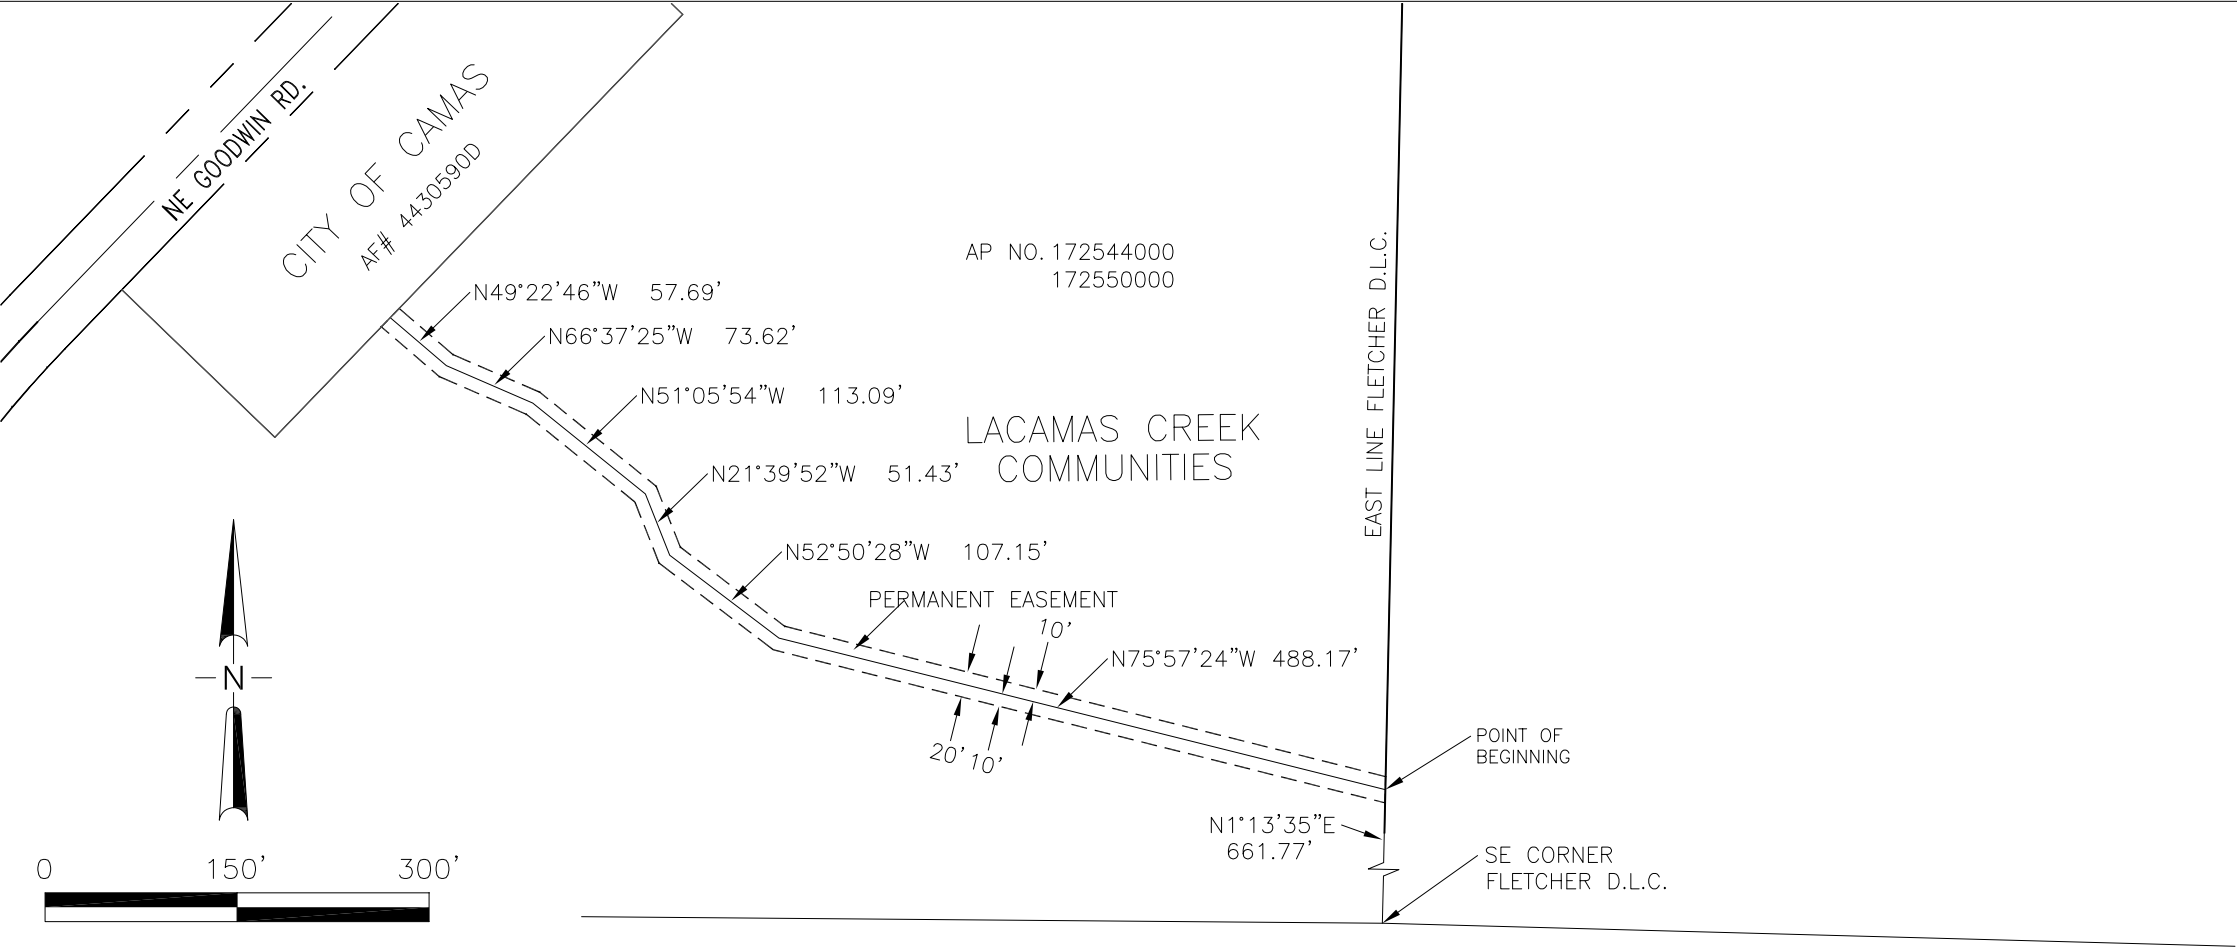 NE GOODWIN RD.
CITY OF CAMAS
AF# 4430590D
AP NO. 172544000
172550000
EAST LINE FLETCHER D.L.C.
N49°22'46"W 57.69'
N66°37'25"W 73.62'
N51°05'54"W 113.09'
LACAMAS CREEK
COMMUNITIES
N21°39'52"W 51.43'
N52°50'28"W 107.15'
PERMANENT EASEMENT
10'
N75°57'24"W 488.17'
20'
10'
N
POINT OF
BEGINNING
N1°13'35"E
661.77'
SE CORNER
FLETCHER D.L.C.
0 150' 300'